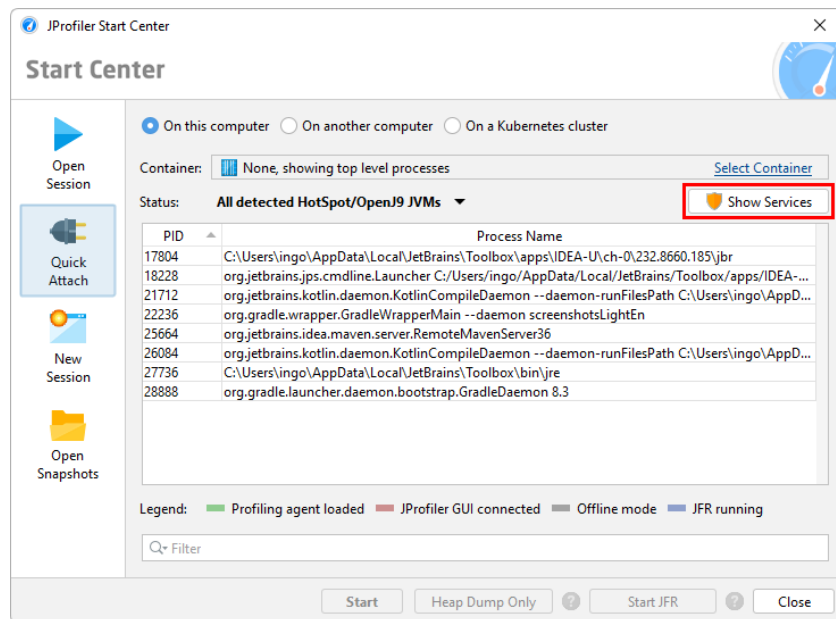 JProfiler Start Center
Start Center
On this computer On another computer On a Kubernetes cluster
Open
Session
Container: None, showing top level processes Select Container
Status: All detected HotSpot/OpenJ9 JVMs Show Services
Quick
Attach
PID Process Name
17804 C:\Users\ingo\AppData\Local\JetBrains\Toolbox\apps\IDEA-U\ch-0\232.8660.185\jbr
18228 org.jetbrains.jps.cmdline.Launcher C:/Users/ingo/AppData/Local/JetBrains/Toolbox/apps/IDEA-...
21712 org.jetbrains.kotlin.daemon.KotlinCompileDaemon --daemon-runFilesPath C:\Users\ingo\AppD...
22236 org.gradle.wrapper.GradleWrapperMain --daemon screenshotsLightEn
25664 org.jetbrains.idea.maven.server.RemoteMavenServer36
26084 org.jetbrains.kotlin.daemon.KotlinCompileDaemon --daemon-runFilesPath C:\Users\ingo\AppD...
27736 C:\Users\ingo\AppData\Local\JetBrains\Toolbox\bin\jre
28888 org.gradle.launcher.daemon.bootstrap.GradleDaemon 8.3
New
Session
Open
Snapshots
Legend: Profiling agent loaded JProfiler GUI connected Offline mode JFR running
Filter
Start Heap Dump Only ? Start JFR ? Close